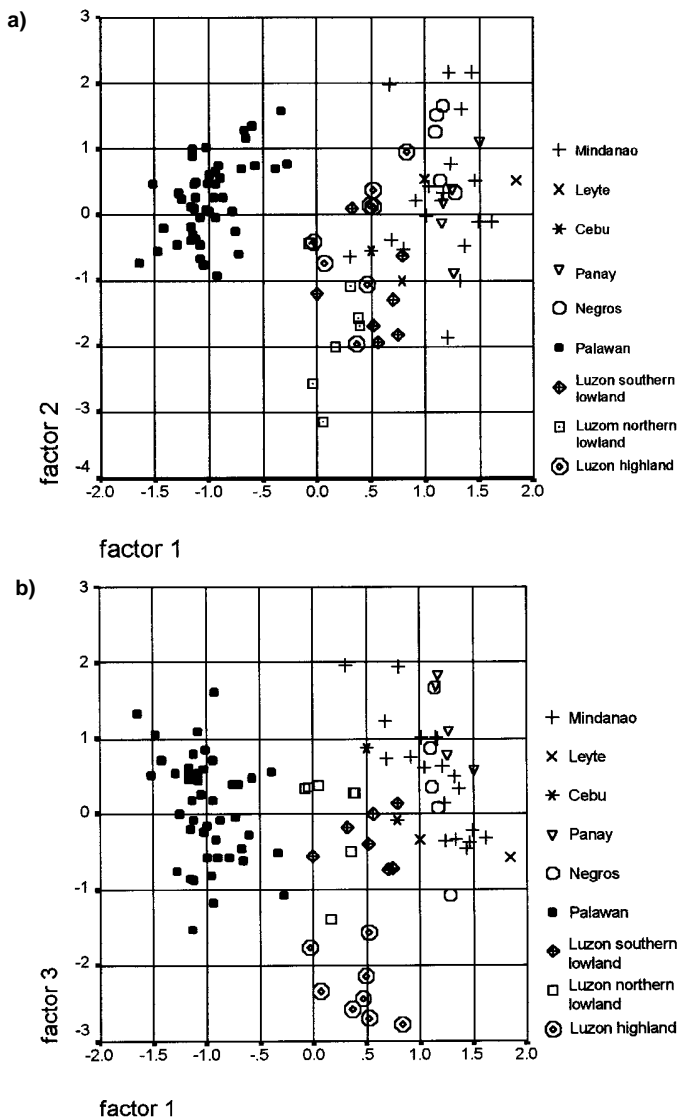 a)
3
2
1
0
-1
-2
-3
-4
factor 2
-2.0 -1.5 -1.0 -.5 0.0 .5 1.0 1.5 2.0
factor 1
Mindanao
Leyte
Cebu
Panay
Negros
Palawan
Luzon southern
lowland
Luzom northern
lowland
Luzon highland
b)
3
2
1
0
-1
-2
-3
factor 3
-2.0 -1.5 -1.0 -.5 0.0 .5 1.0 1.5 2.0
factor 1
Mindanao
Leyte
Cebu
Panay
Negros
Palawan
Luzon southern
lowland
Luzon northern
lowland
Luzon highland